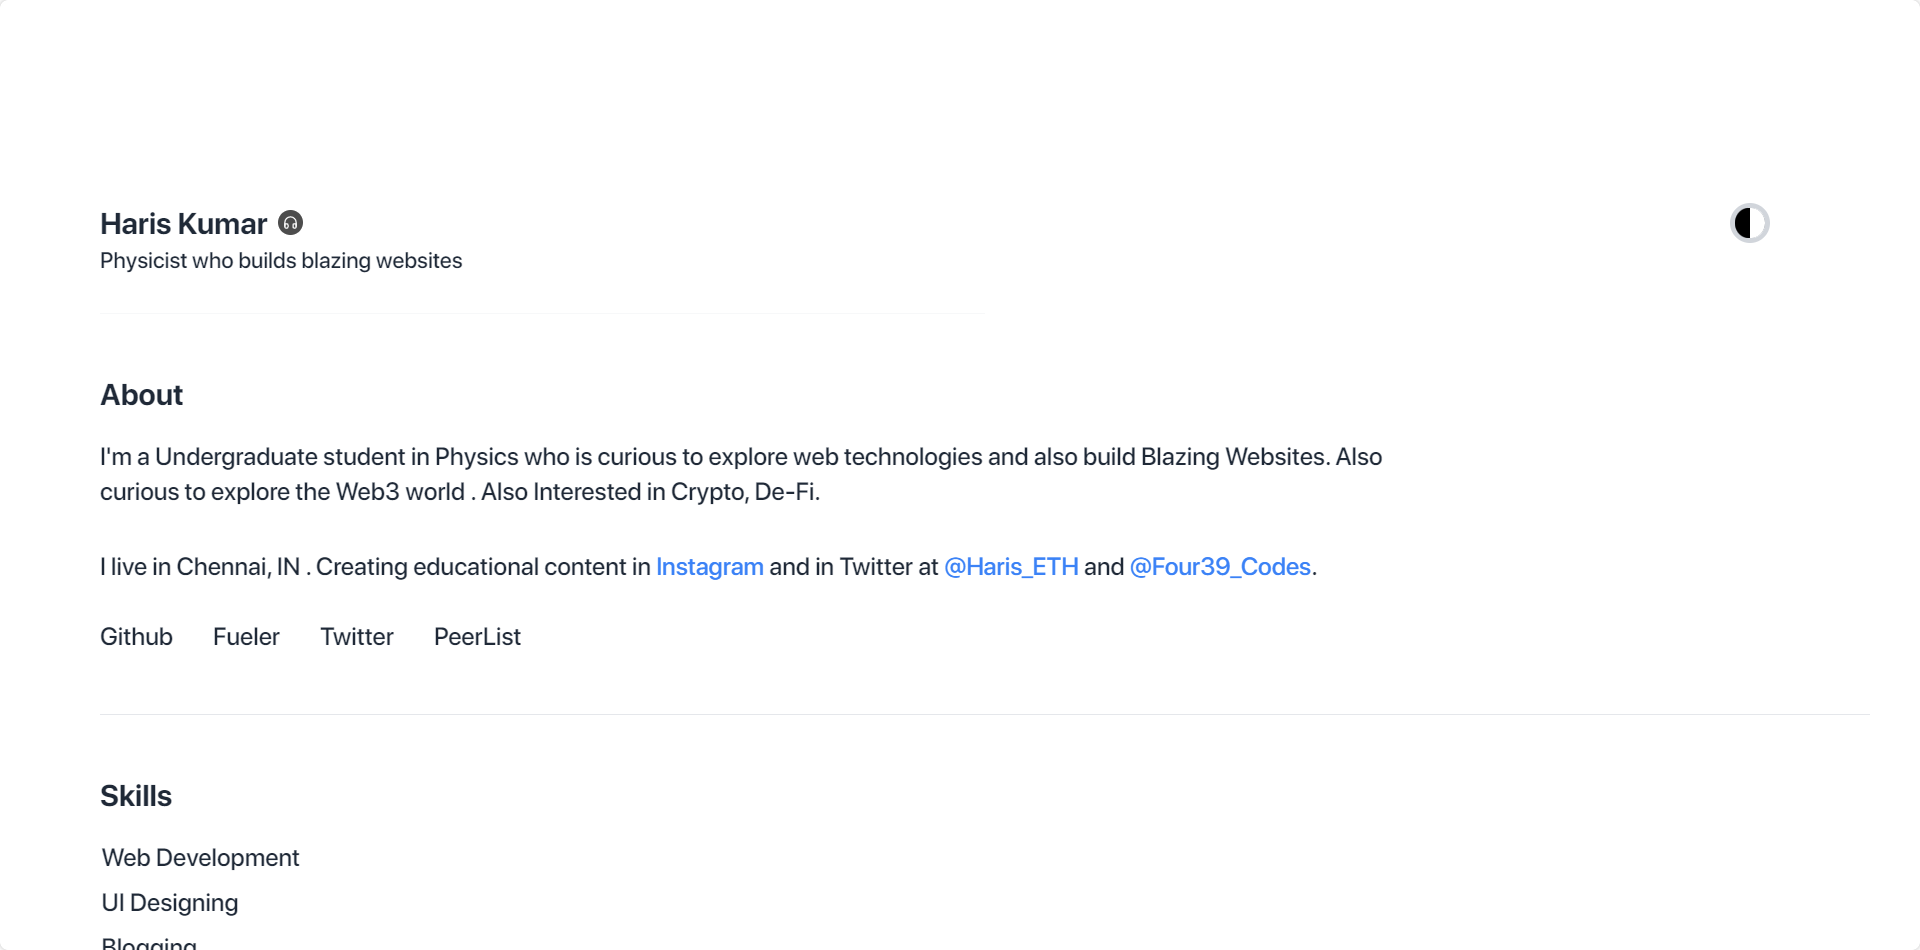 Haris Kumar
Physicist who builds blazing websites
About
I'm a Undergraduate student in Physics who is curious to explore web technologies and also build Blazing Websites. Also
curious to explore the Web3 world . Also Interested in Crypto, De-Fi.
I live in Chennai, IN . Creating educational content in Instagram and in Twitter at @Haris_ETH and @Four39_Codes.
Github Fueler Twitter PeerList
Skills
Web Development
UI Designing
Blogging